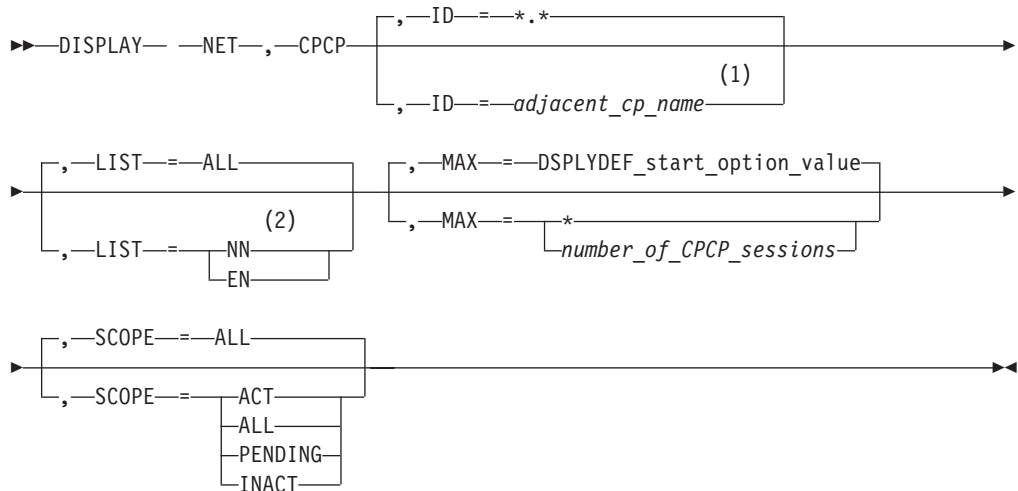 , ID = *.*
DISPLAY NET , CPCP
(1)
, ID = adjacent_cp_name
, LIST = ALL , MAX = DSPLYDEF_start_option_value
(2)
, LIST = NN , MAX = *
EN number_of_CPCP_sessions
, SCOPE = ALL
, SCOPE = ACT
ALL
PENDING
INACT